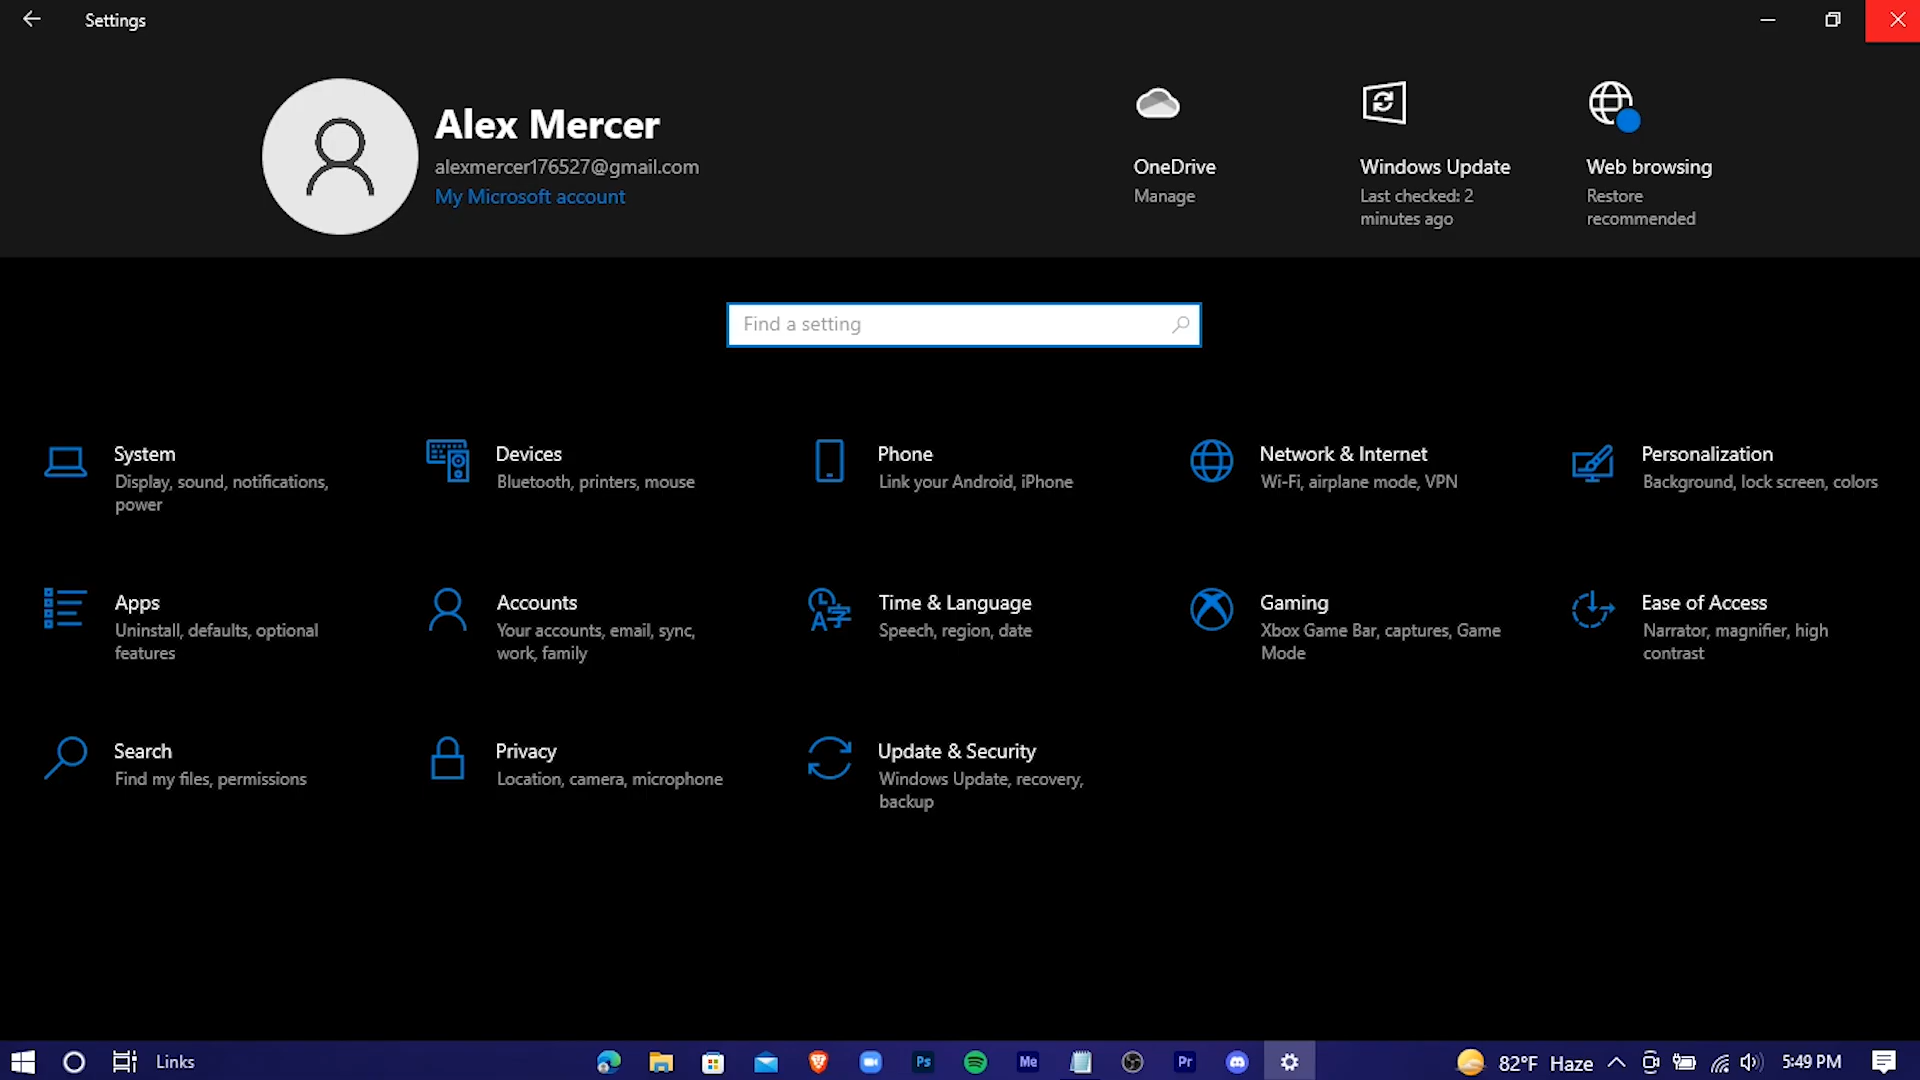 Settings
Alex Mercer
alexmercer176527@gmail.com
My Microsoft account
OneDrive
Manage
Windows Update
Last checked: 2
minutes ago
Web browsing
Restore
recommended
Find a setting
System
Display, sound, notifications,
power
Devices
Bluetooth, printers, mouse
Phone
Link your Android, iPhone
Network & Internet
Wi-Fi, airplane mode, VPN
Personalization
Background, lock screen, colors
Apps
Uninstall, defaults, optional
features
Accounts
Your accounts, email, sync,
work, family
Time & Language
Speech, region, date
Gaming
Xbox Game Bar, captures, Game
Mode
Ease of Access
Narrator, magnifier, high
contrast
Search
Find my files, permissions
Privacy
Location, camera, microphone
Update & Security
Windows Update, recovery,
backup
Links
Ps
Me
Pr
82°F Haze
5:49 PM